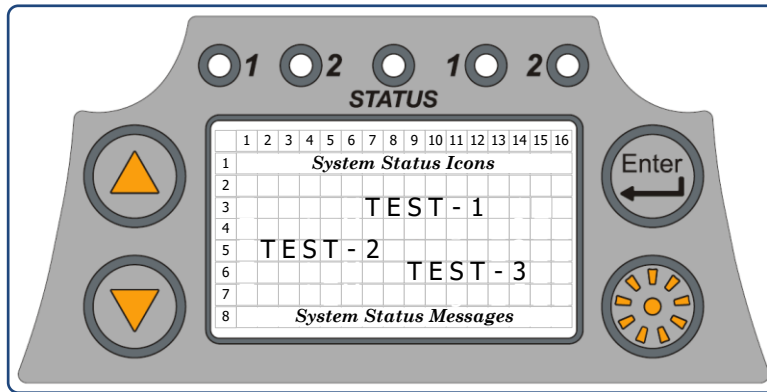 1 2 1 2
STATUS
1 2 3 4 5 6 7 8 9 10 11 12 13 14 15 16
1 System Status Icons
Enter
2
3 TEST-1
4
5 TEST-2
6 TEST-3
7
8 System Status Messages